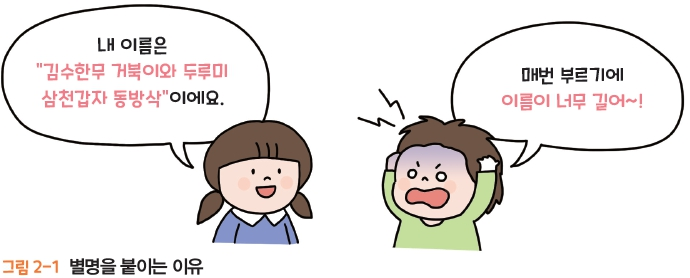 내 이름은
"김수한무 거북이와 두르미
삼천갑자 동방삭"이에요.
매번 부르기에
이름이 너무 길어~!
그림 2-1 별명을 붙이는 이유